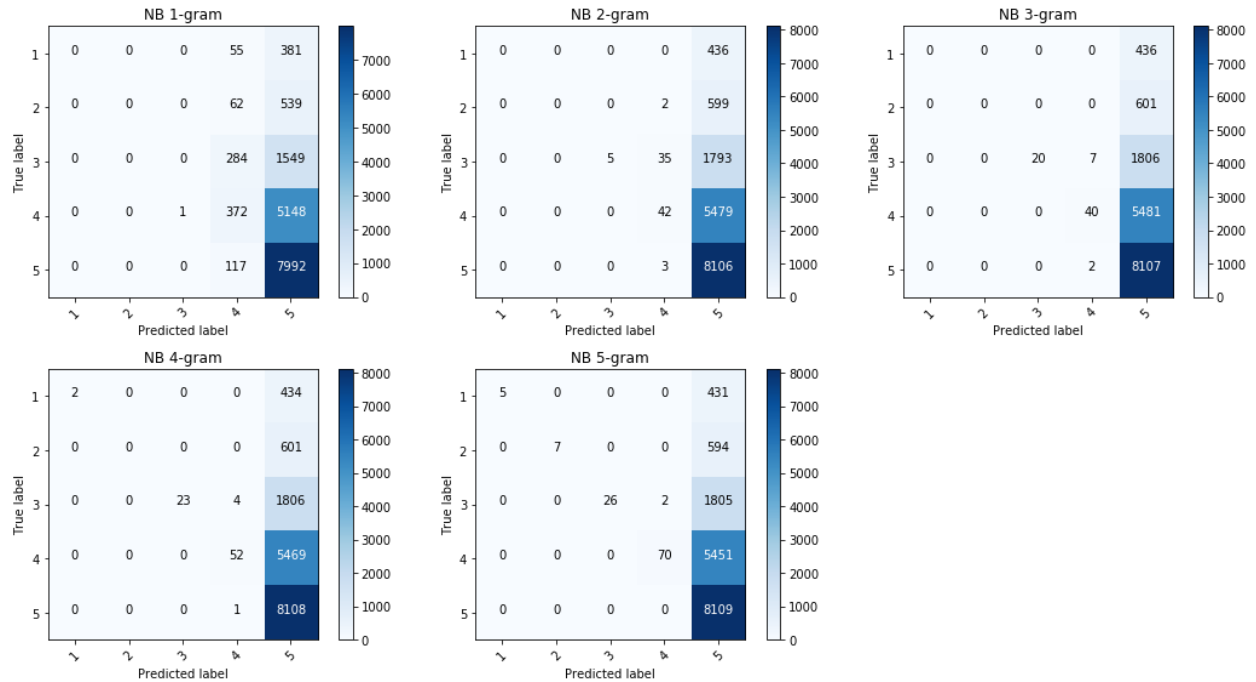 NB 1-gram
True label
1 0 0 0 55 381
2 0 0 0 62 539
3 0 0 0 284 1549
4 0 0 1 372 5148
5 0 0 0 117 7992
1 2 3 4 5
Predicted label
7000
6000
5000
4000
3000
2000
1000
0
NB 2-gram
True label
1 0 0 0 0 436
2 0 0 0 2 599
3 0 0 5 35 1793
4 0 0 0 42 5479
5 0 0 0 3 8106
1 2 3 4 5
Predicted label
8000
7000
6000
5000
4000
3000
2000
1000
0
NB 3-gram
True label
1 0 0 0 0 436
2 0 0 0 0 601
3 0 0 20 7 1806
4 0 0 0 40 5481
5 0 0 0 2 8107
1 2 3 4 5
Predicted label
8000
7000
6000
5000
4000
3000
2000
1000
0
NB 4-gram
True label
1 2 0 0 0 434
2 0 0 0 0 601
3 0 0 23 4 1806
4 0 0 0 52 5469
5 0 0 0 1 8108
1 2 3 4 5
Predicted label
8000
7000
6000
5000
4000
3000
2000
1000
0
NB 5-gram
True label
1 5 0 0 0 431
2 0 7 0 0 594
3 0 0 26 2 1805
4 0 0 0 70 5451
5 0 0 0 0 8109
1 2 3 4 5
Predicted label
8000
7000
6000
5000
4000
3000
2000
1000
0